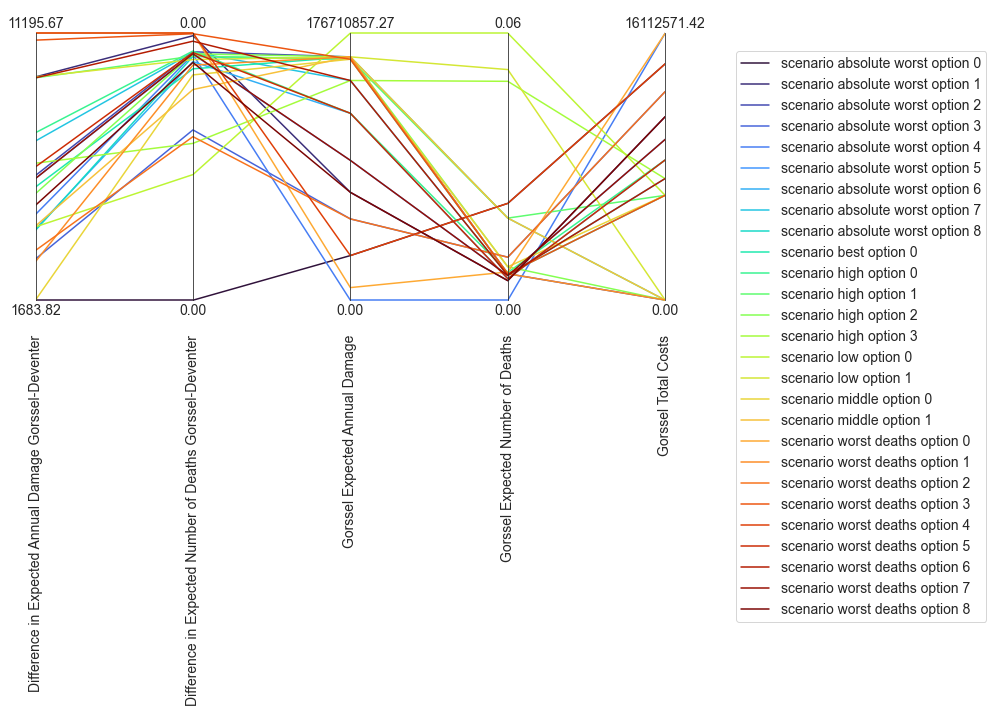 11195.67
0.00
176710857.27
0.06
16112571.42
1683.82
0.00
0.00
0.00
0.00
Difference in Expected Annual Damage Gorssel-Deventer
Difference in Expected Number of Deaths Gorssel-Deventer
Gorssel Expected Annual Damage
Gorssel Expected Number of Deaths
Gorssel Total Costs
scenario absolute worst option 0
scenario absolute worst option 1
scenario absolute worst option 2
scenario absolute worst option 3
scenario absolute worst option 4
scenario absolute worst option 5
scenario absolute worst option 6
scenario absolute worst option 7
scenario absolute worst option 8
scenario best option 0
scenario high option 0
scenario high option 1
scenario high option 2
scenario high option 3
scenario low option 0
scenario low option 1
scenario middle option 0
scenario middle option 1
scenario worst deaths option 0
scenario worst deaths option 1
scenario worst deaths option 2
scenario worst deaths option 3
scenario worst deaths option 4
scenario worst deaths option 5
scenario worst deaths option 6
scenario worst deaths option 7
scenario worst deaths option 8